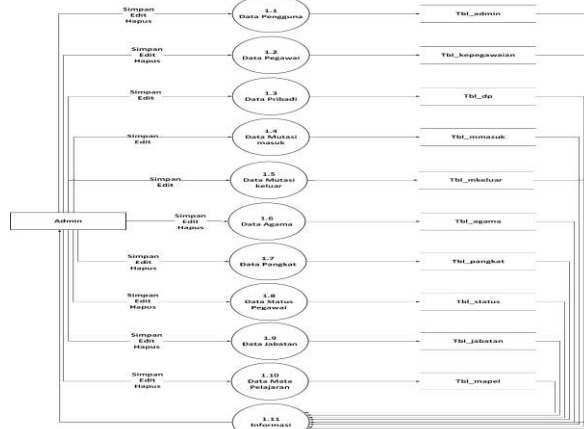 Simpan
Edit
Hapus
1.1
Data Pengguna
Tbl_admin
Simpan
Edit
Hapus
1.2
Data Pegawai
Tbl_kepegawaian
Simpan
Edit
1.3
Data Pribadi
Tbl_dp
Simpan
Edit
1.4
Data Mutasi
masuk
Tbl_mmasuk
Simpan
Edit
1.5
Data Mutasi
keluar
Tbl_mkeluar
Admin
Simpan
Edit
Hapus
1.6
Data Agama
Tbl_agama
Simpan
Edit
Hapus
1.7
Data Pangkat
Tbl_pangket
Simpan
Edit
Hapus
1.8
Data Status
Pegawai
Tbl_status
Simpan
Edit
Hapus
1.9
Data Jabatan
Tbl_jabatan
Simpan
Edit
Hapus
1.10
Data Mata
Pelajaran
Tbl_mapel
1.11
Informasi